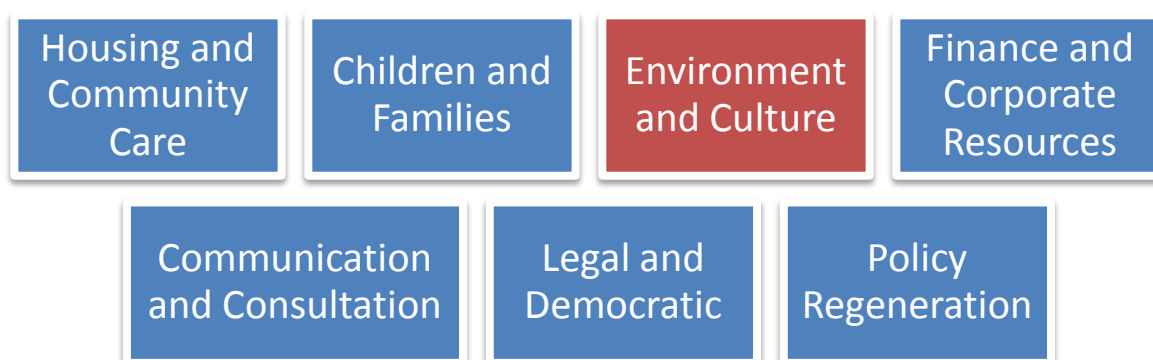 Housing and
Community
Care
Children and
Families
Environment
and Culture
Finance and
Corporate
Resources
Communication
and Consultation
Legal and
Democratic
Policy
Regeneration